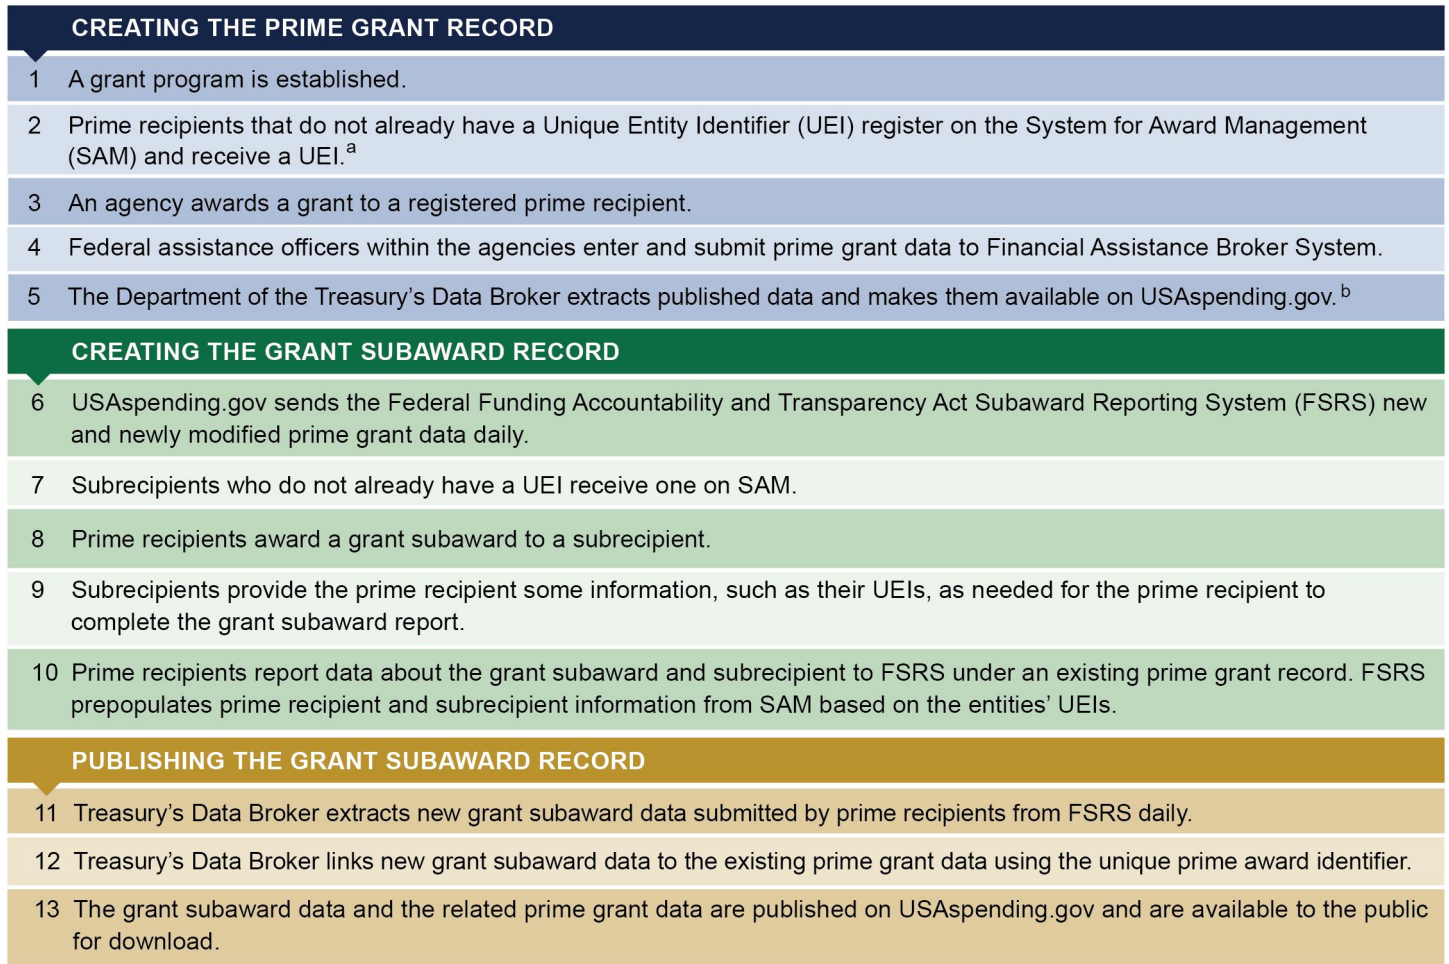 CREATING THE PRIME GRANT RECORD
1 A grant program is established.
2 Prime recipients that do not already have a Unique Entity Identifier (UEI) register on the System for Award Management
(SAM) and receive a UEI.a
3 An agency awards a grant to a registered prime recipient.
4 Federal assistance officers within the agencies enter and submit prime grant data to Financial Assistance Broker System.
5 The Department of the Treasury’s Data Broker extracts published data and makes them available on USAspending.gov.b
CREATING THE GRANT SUBAWARD RECORD
6 USAspending.gov sends the Federal Funding Accountability and Transparency Act Subaward Reporting System (FSRS) new
and newly modified prime grant data daily.
7 Subrecipients who do not already have a UEI receive one on SAM.
8 Prime recipients award a grant subaward to a subrecipient.
9 Subrecipients provide the prime recipient some information, such as their UEIs, as needed for the prime recipient to
complete the grant subaward report.
10 Prime recipients report data about the grant subaward and subrecipient to FSRS under an existing prime grant record. FSRS
prepopulates prime recipient and subrecipient information from SAM based on the entities’ UEIs.
PUBLISHING THE GRANT SUBAWARD RECORD
11 Treasury’s Data Broker extracts new grant subaward data submitted by prime recipients from FSRS daily.
12 Treasury’s Data Broker links new grant subaward data to the existing prime grant data using the unique prime award identifier.
13 The grant subaward data and the related prime grant data are published on USAspending.gov and are available to the public
for download.